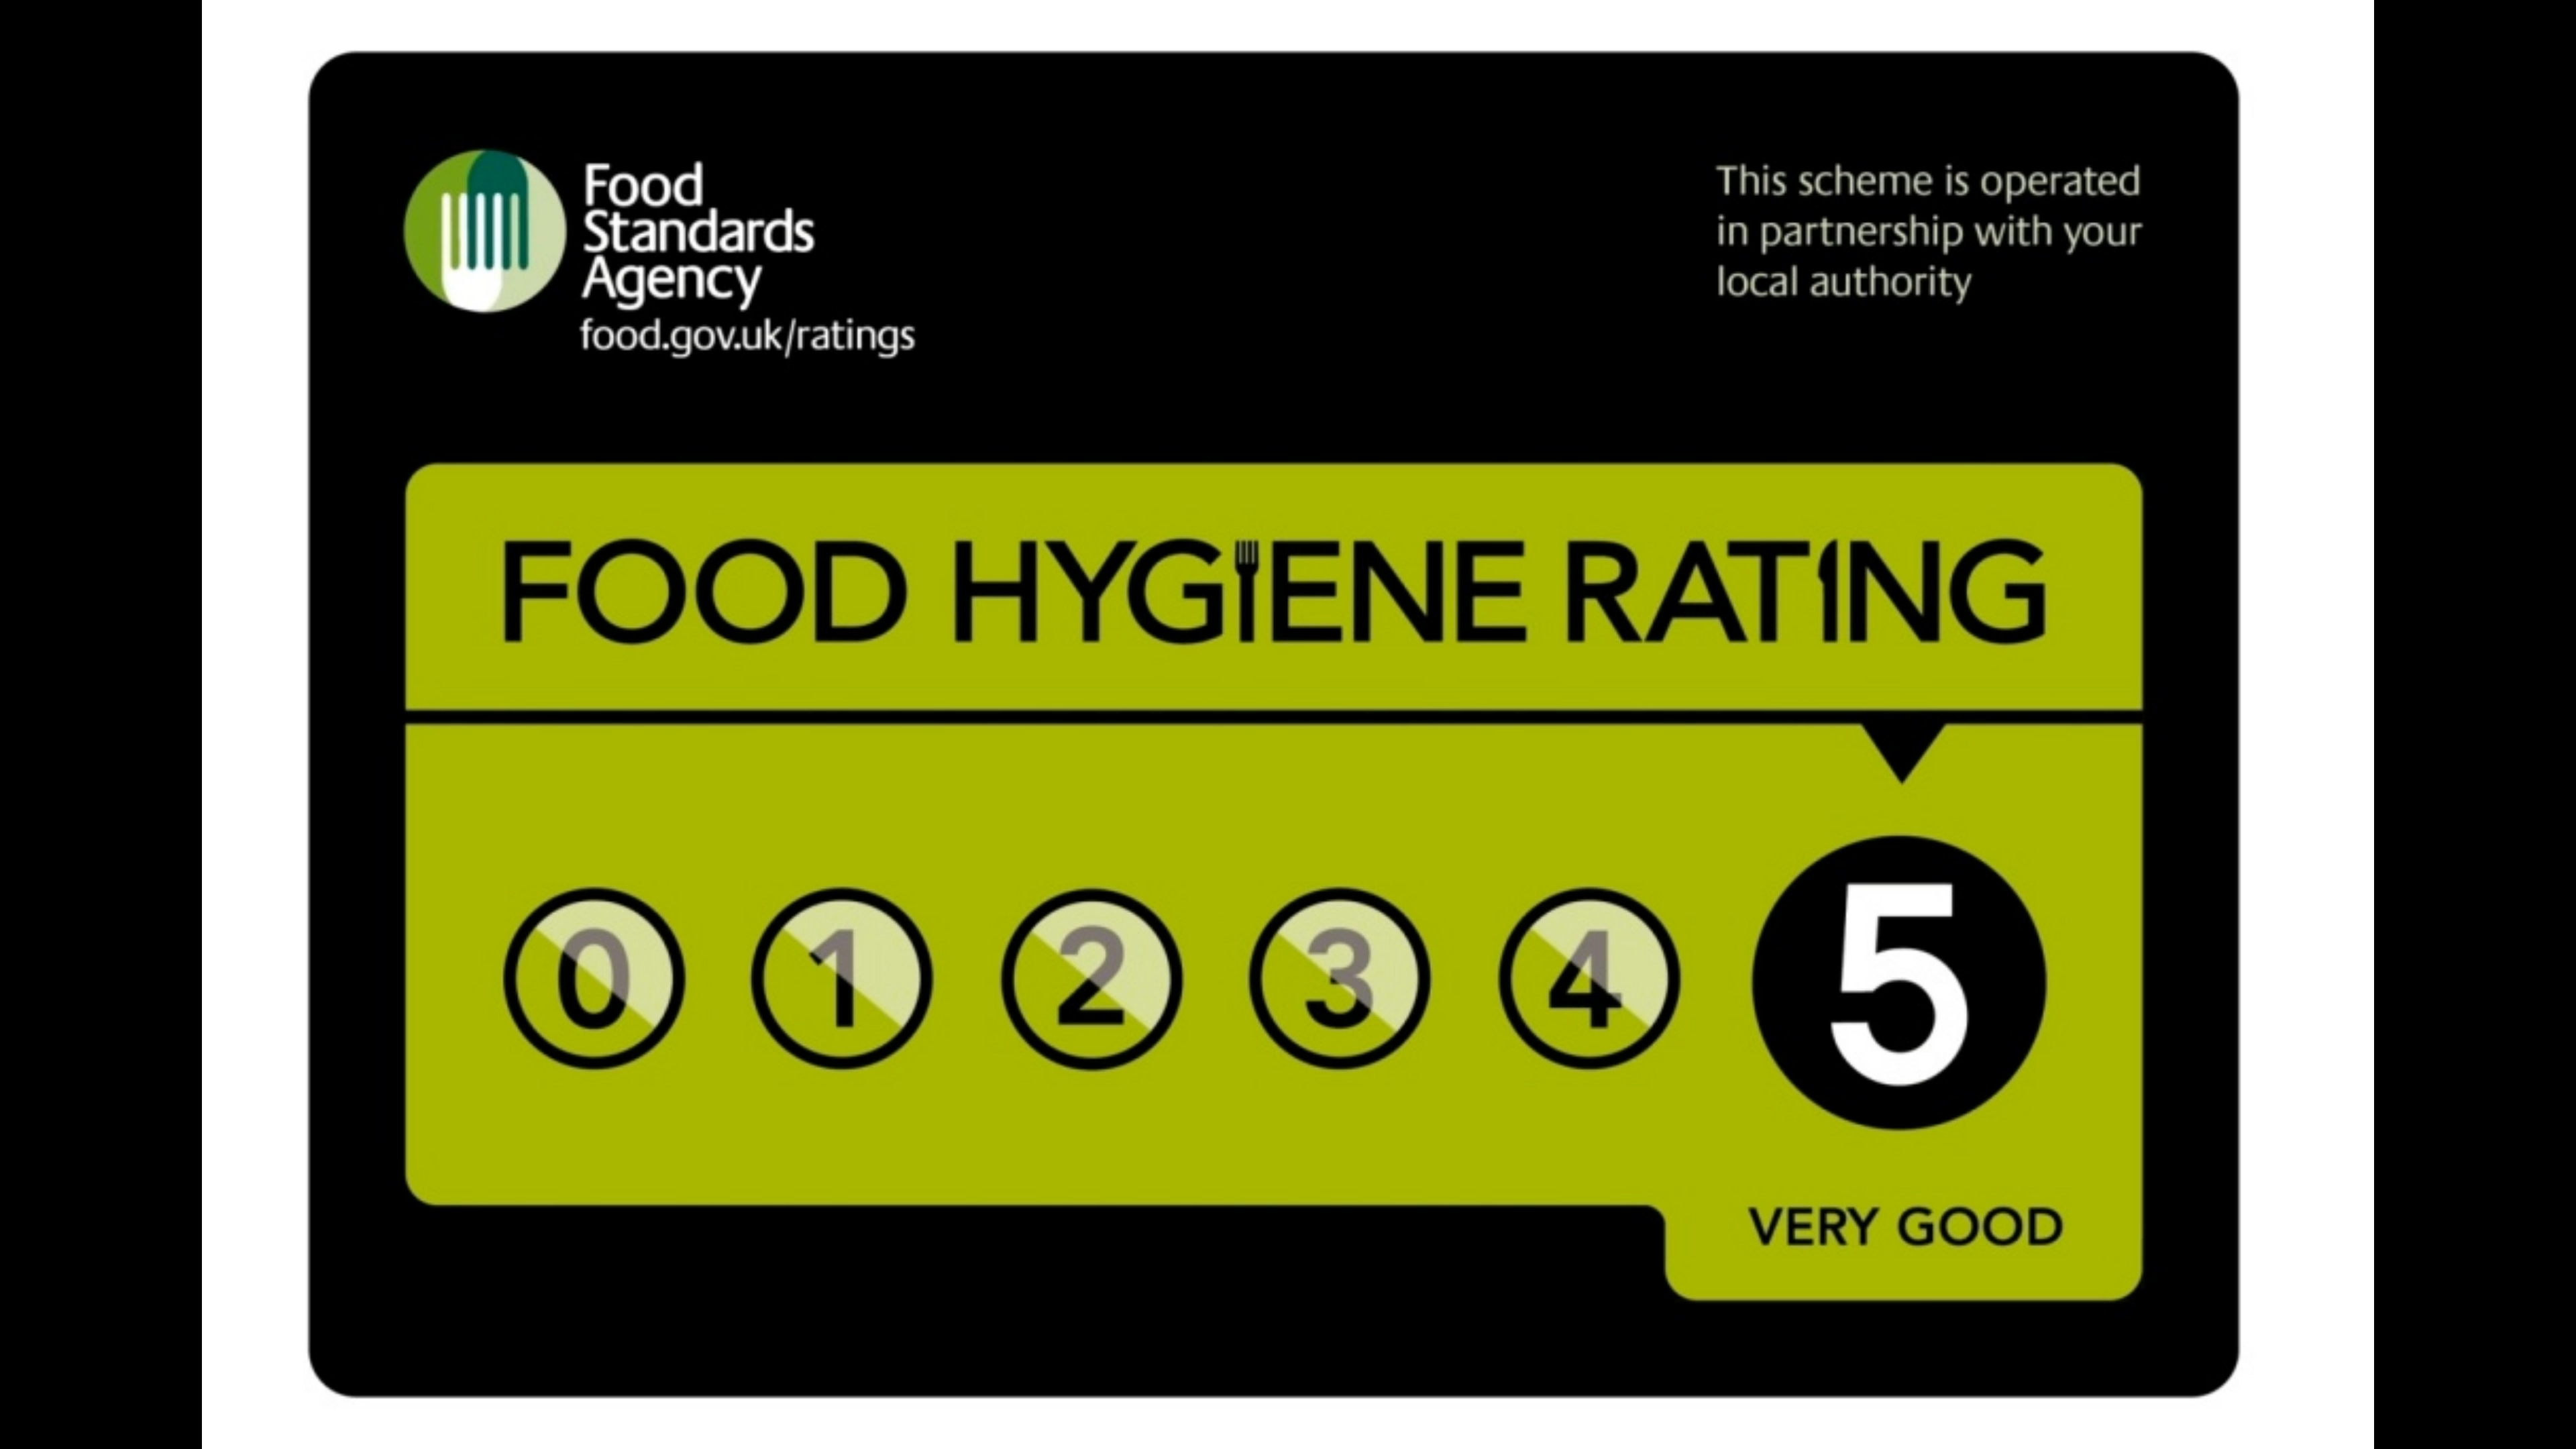 Food
Standards
Agency
food.gov.uk/ratings
This scheme is operated
in partnership with your
local authority
FOOD HYGIENE RATING
0 1 2 3 4 5
VERY GOOD